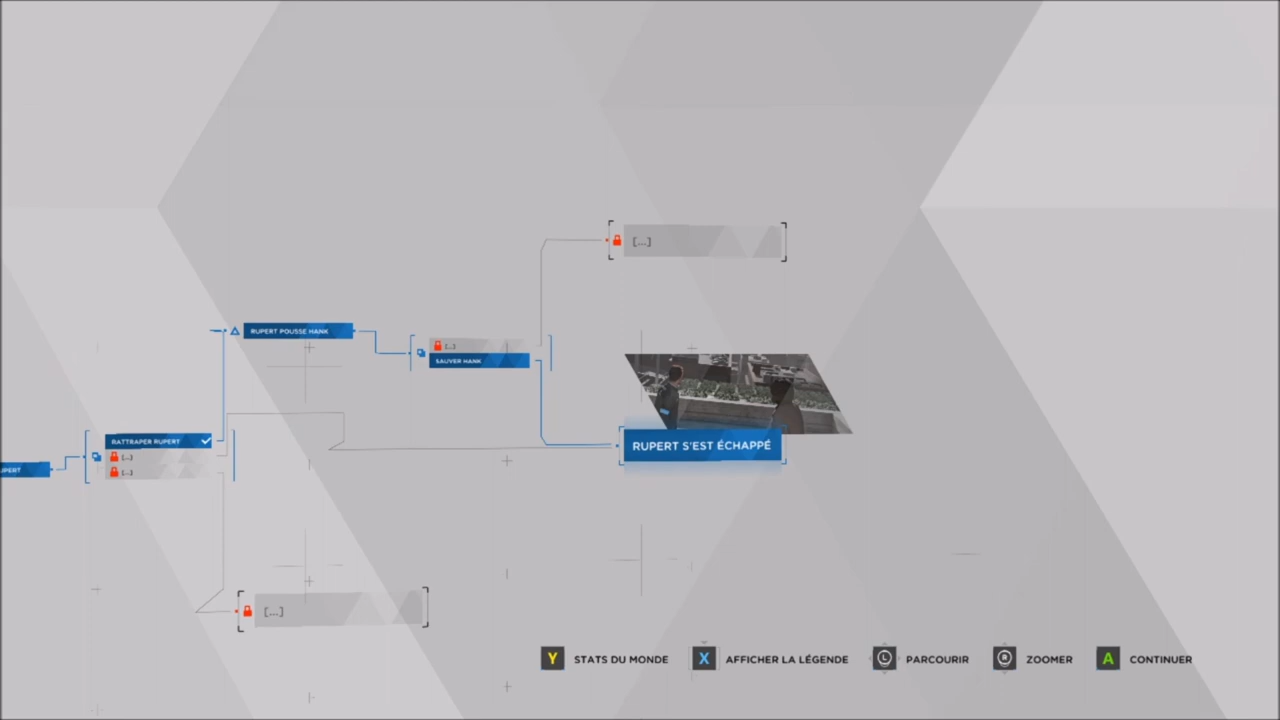 [...]
RUPERT POUSSE HANK
[...]
SAUVER HANK
RATTRAPER RUPERT
[...]
[...]
UPERT
RUPERT S'EST ÉCHAPPÉ
[...]
Y STATS DU MONDE X AFFICHER LA LÉGENDE L PARCOURIR R ZOOMER A CONTINUER